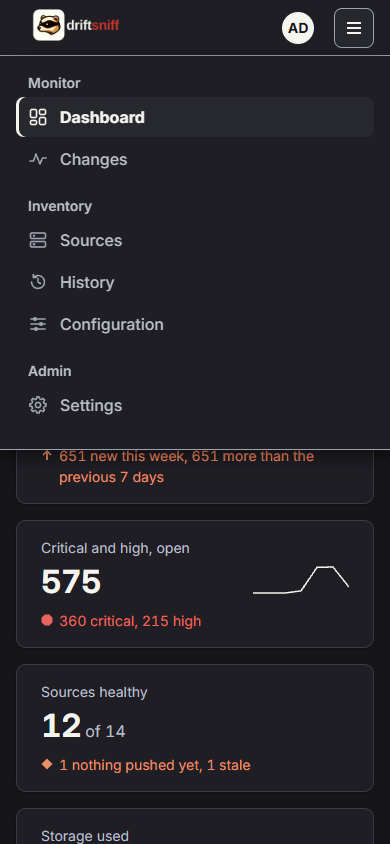 driftsniff
AD
Monitor
Dashboard
Changes
Inventory
Sources
History
Configuration
Admin
Settings
651 new this week, 651 more than the
previous 7 days
Critical and high, open
575
360 critical, 215 high
Sources healthy
12 of 14
1 nothing pushed yet, 1 stale
Storage used